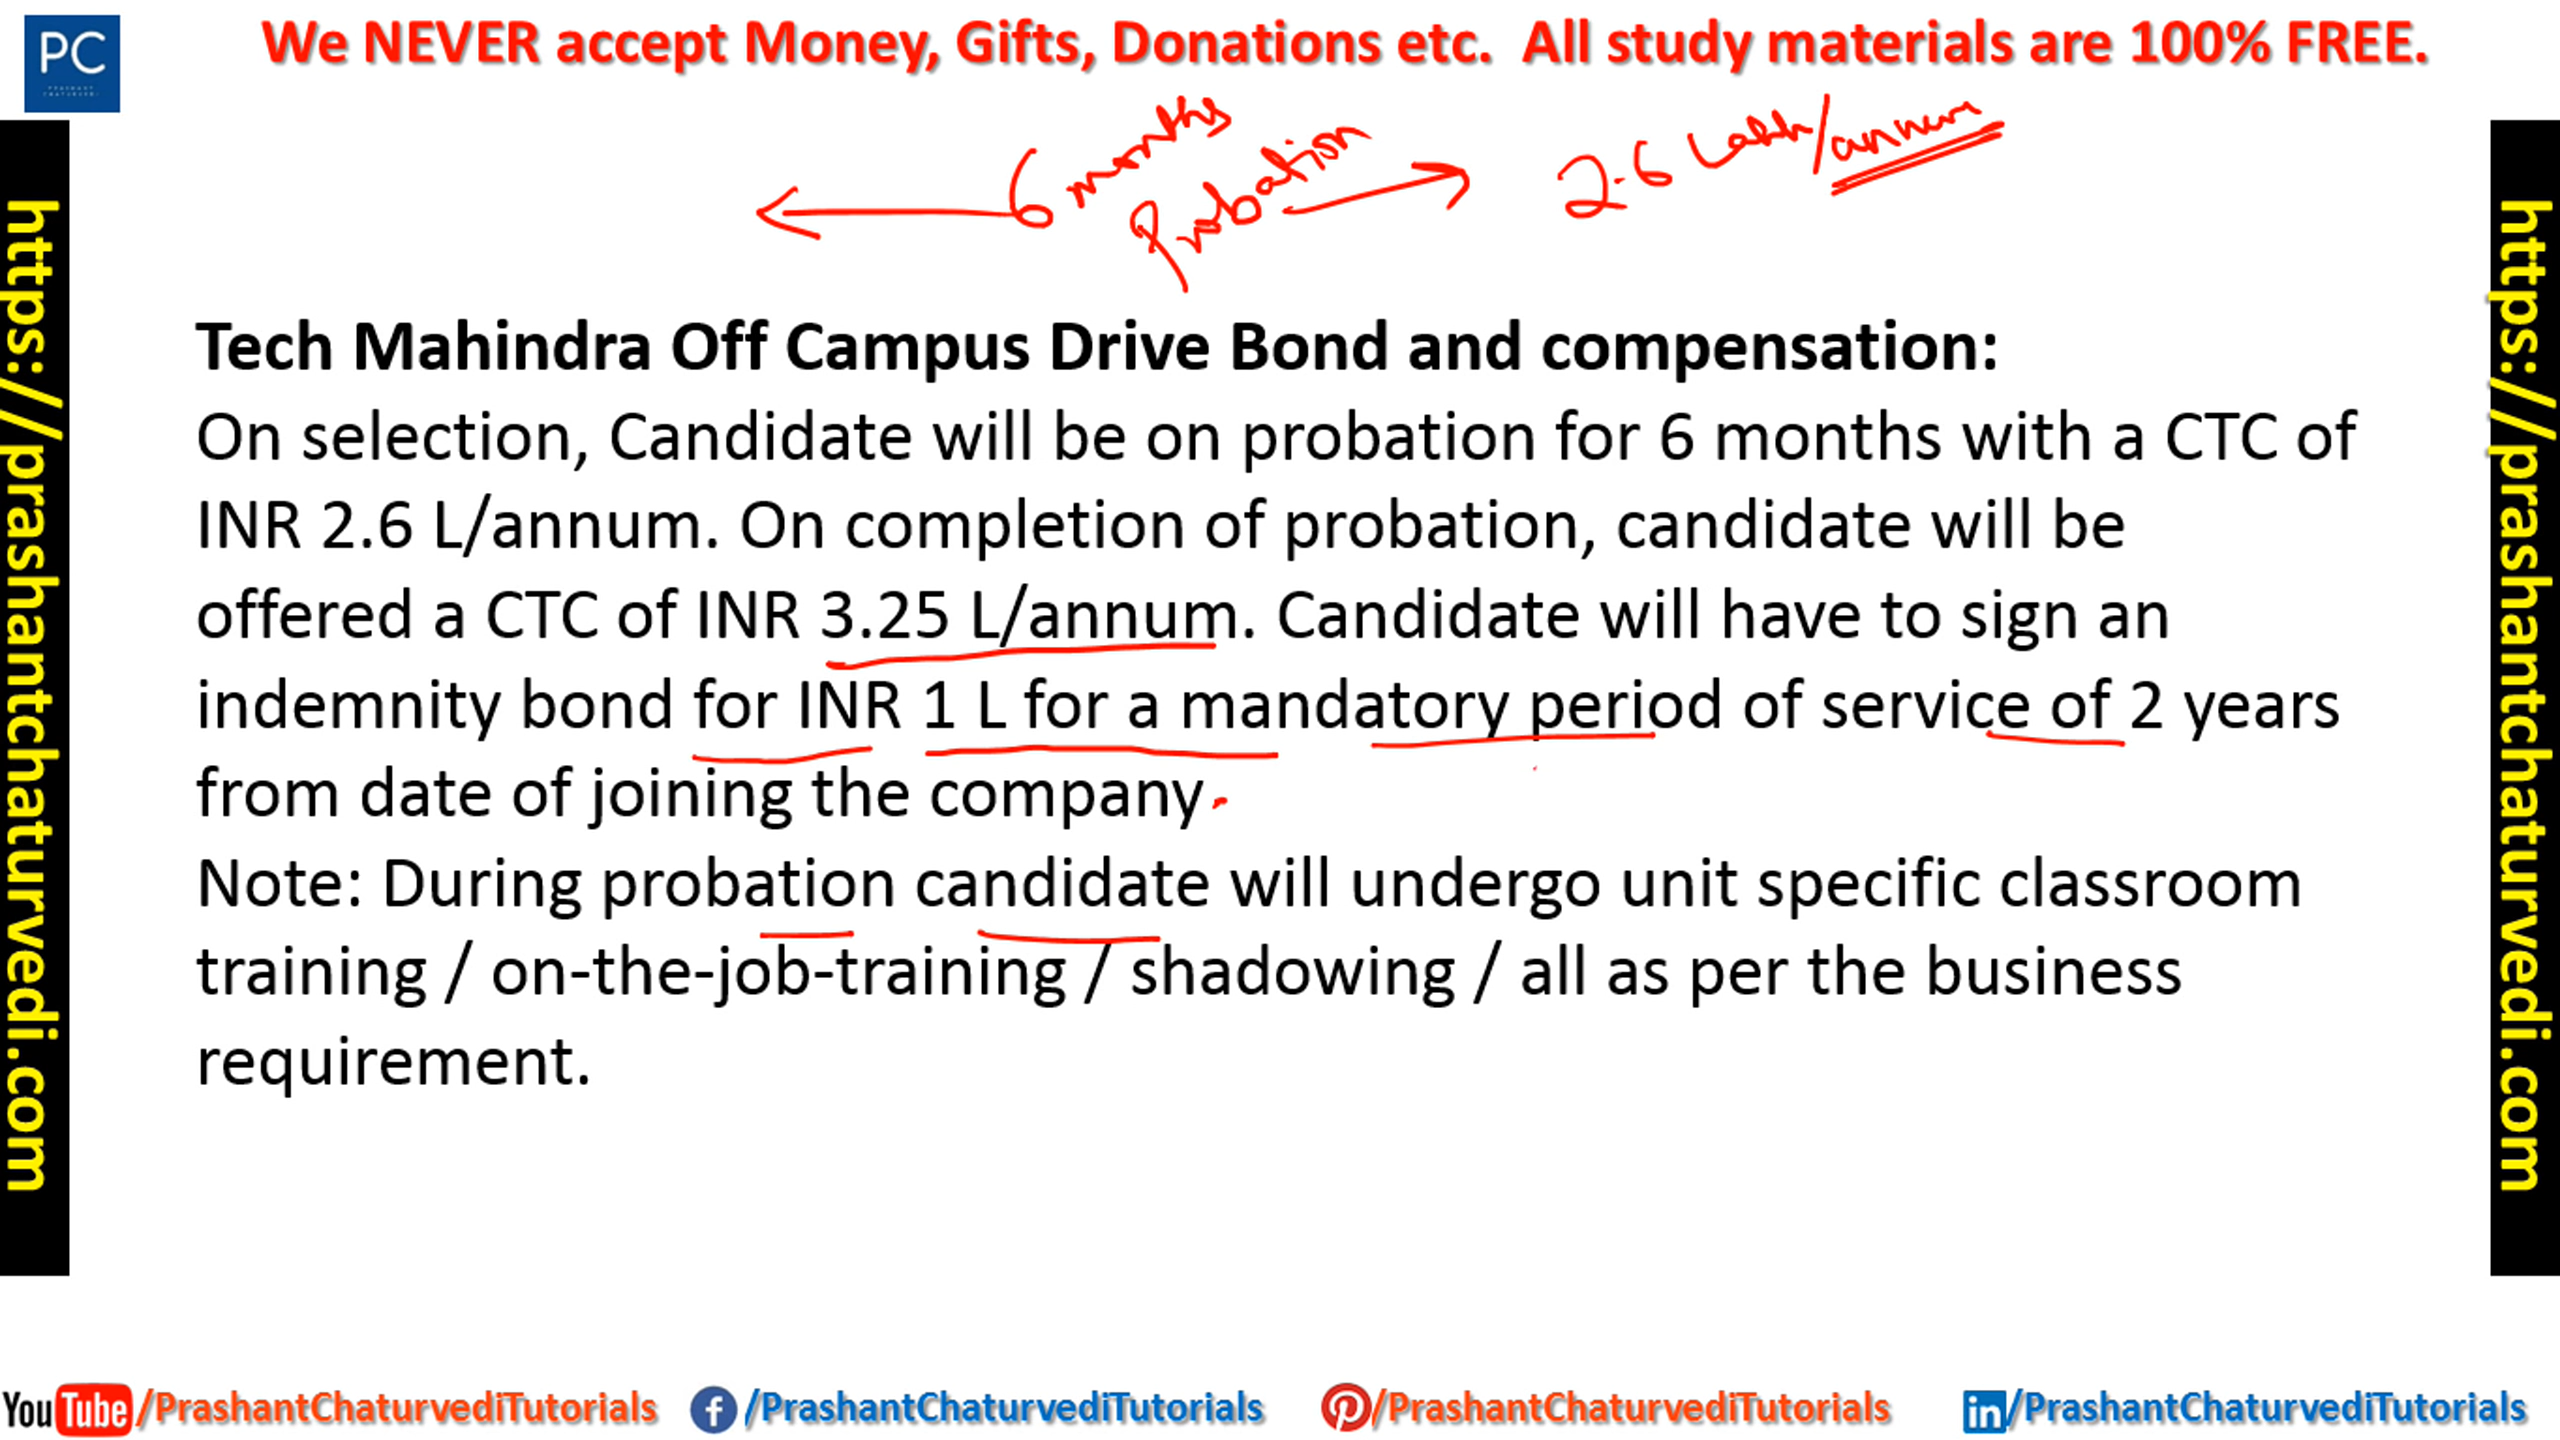 PC
PRASHANT
CHATURVEDI
We NEVER accept Money, Gifts, Donations etc. All study materials are 100% FREE.
6 months
Probation
2.6 Lakh/annum
https://prashantchaturvedi.com
Tech Mahindra Off Campus Drive Bond and compensation:
On selection, Candidate will be on probation for 6 months with a CTC of
INR 2.6 L/annum. On completion of probation, candidate will be
offered a CTC of INR 3.25 L/annum. Candidate will have to sign an
indemnity bond for INR 1 L for a mandatory period of service of 2 years
from date of joining the company.
Note: During probation candidate will undergo unit specific classroom
training / on-the-job-training / shadowing / all as per the business
requirement.
https://prashantchaturvedi.com
YouTube/PrashantChaturvediTutorials f/PrashantChaturvediTutorials /PrashantChaturvediTutorials in/PrashantChaturvediTutorials